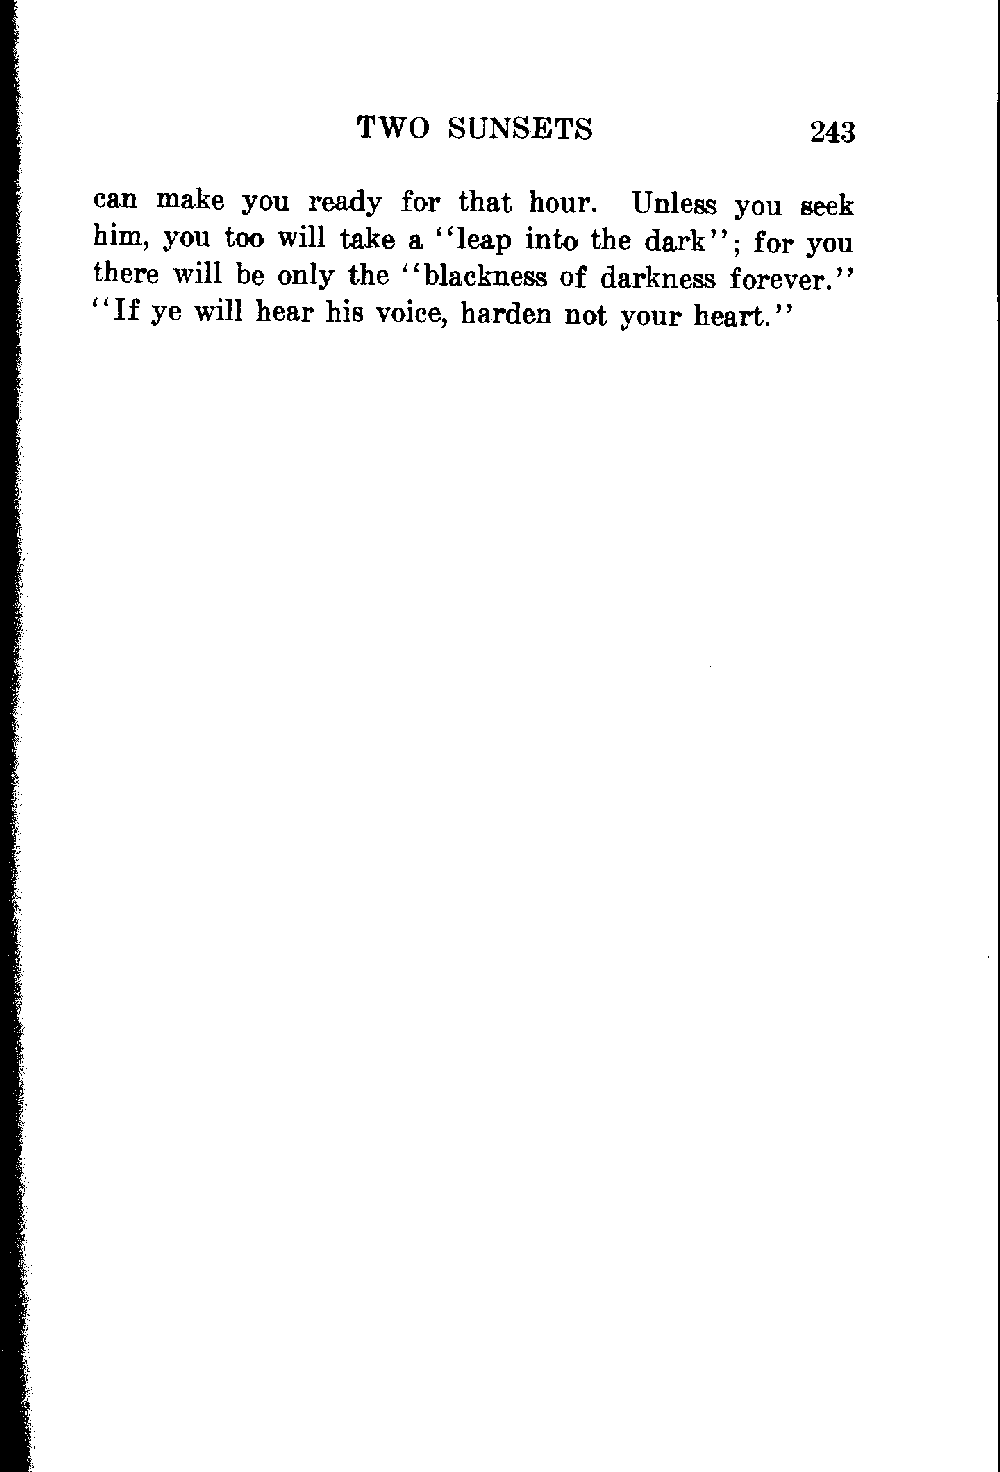 TWO SUNSETS 243
can make you ready for that hour. Unless you seek
him, you too will take a "leap into the dark"; for you
there will be only the "blackness of darkness forever."
"If ye will hear his voice, harden not your heart."